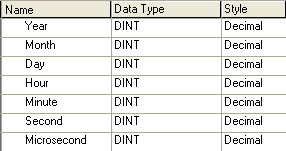 Name Data Type Style
Year DINT Decimal
Month DINT Decimal
Day DINT Decimal
Hour DINT Decimal
Minute DINT Decimal
Second DINT Decimal
Microsecond DINT Decimal